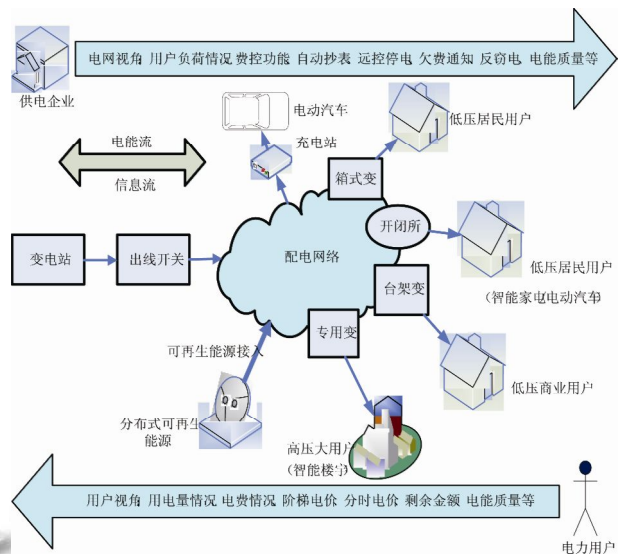 电网视角 用户负荷情况 费控功能 自动抄表 远控停电 欠费通知 反窃电 电能质量等
供电企业
电动汽车
充电站
低压居民用户
电能流
信息流
箱式变
开闭所
变电站
出线开关
配电网络
低压居民用户
(智能家电电动汽车)
台架变
专用变
可再生能源接入
低压商业用户
分布式可再生
能源
高压大用户
(智能楼宇)
用户视角 用电量情况 电费情况 阶梯电价 分时电价 剩余金额 电能质量等
电力用户